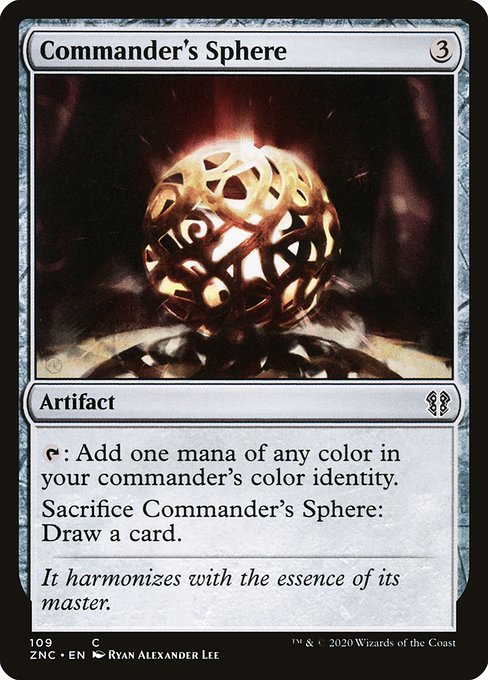 Commander's Sphere 3
Artifact
: Add one mana of any color in
your commander's color identity.
Sacrifice Commander's Sphere:
Draw a card.
It harmonizes with the essence of its
master.
109 C
ZNC • EN Ryan Alexander Lee
™ & © 2020 Wizards of the Coast